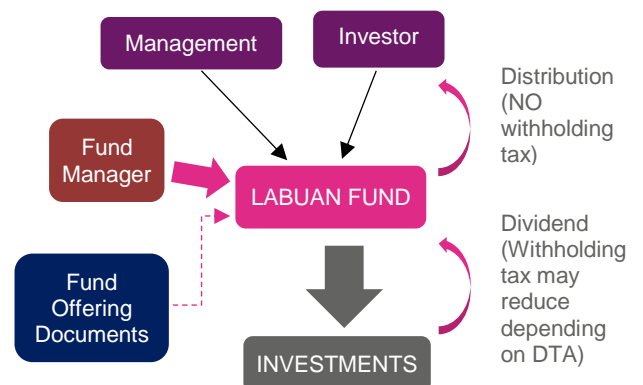 Management
Investor
Distribution
(NO
withholding
tax)
Fund
Manager
LABUAN FUND
Dividend
(Withholding
tax may
reduce
depending
on DTA)
Fund
Offering
Documents
INVESTMENTS